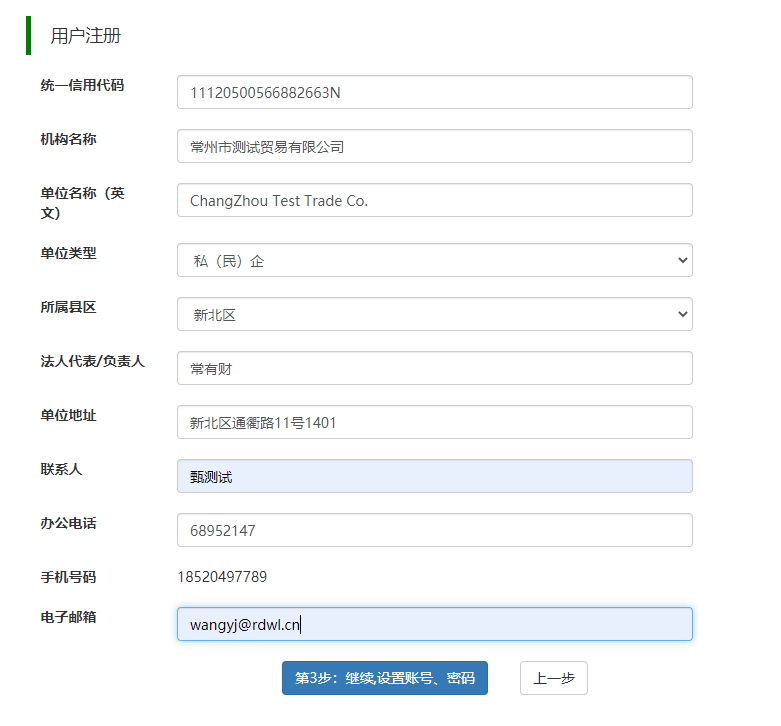 用户注册
统一信用代码
11120500566882663N
机构名称
常州市测试贸易有限公司
单位名称（英
文）
ChangZhou Test Trade Co.
单位类型
私（民）企
所属县区
新北区
法人代表/负责人
常有财
单位地址
新北区通衢路11号1401
联系人
甄测试
办公电话
68952147
手机号码
18520497789
电子邮箱
wangyj@rdwl.cn
第3步：继续,设置账号、密码
上一步